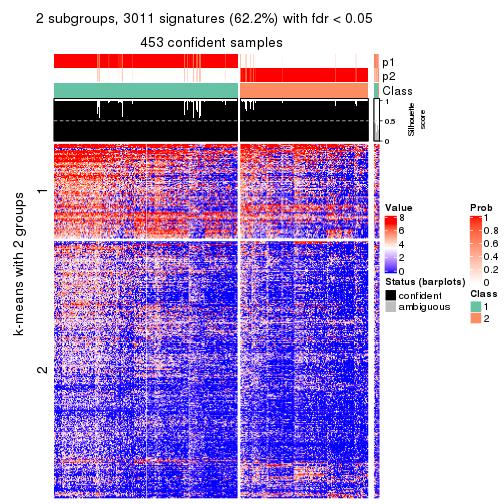 2 subgroups, 3011 signatures (62.2%) with fdr < 0.05
453 confident samples
p1
p2
Class
1
0.5
0
Silhouette
score
k-means with 2 groups
1
2
Value
8
6
4
2
0
Prob
1
0.8
0.6
0.4
0.2
0
Status (barplots)
confident
ambiguous
Class
1
2